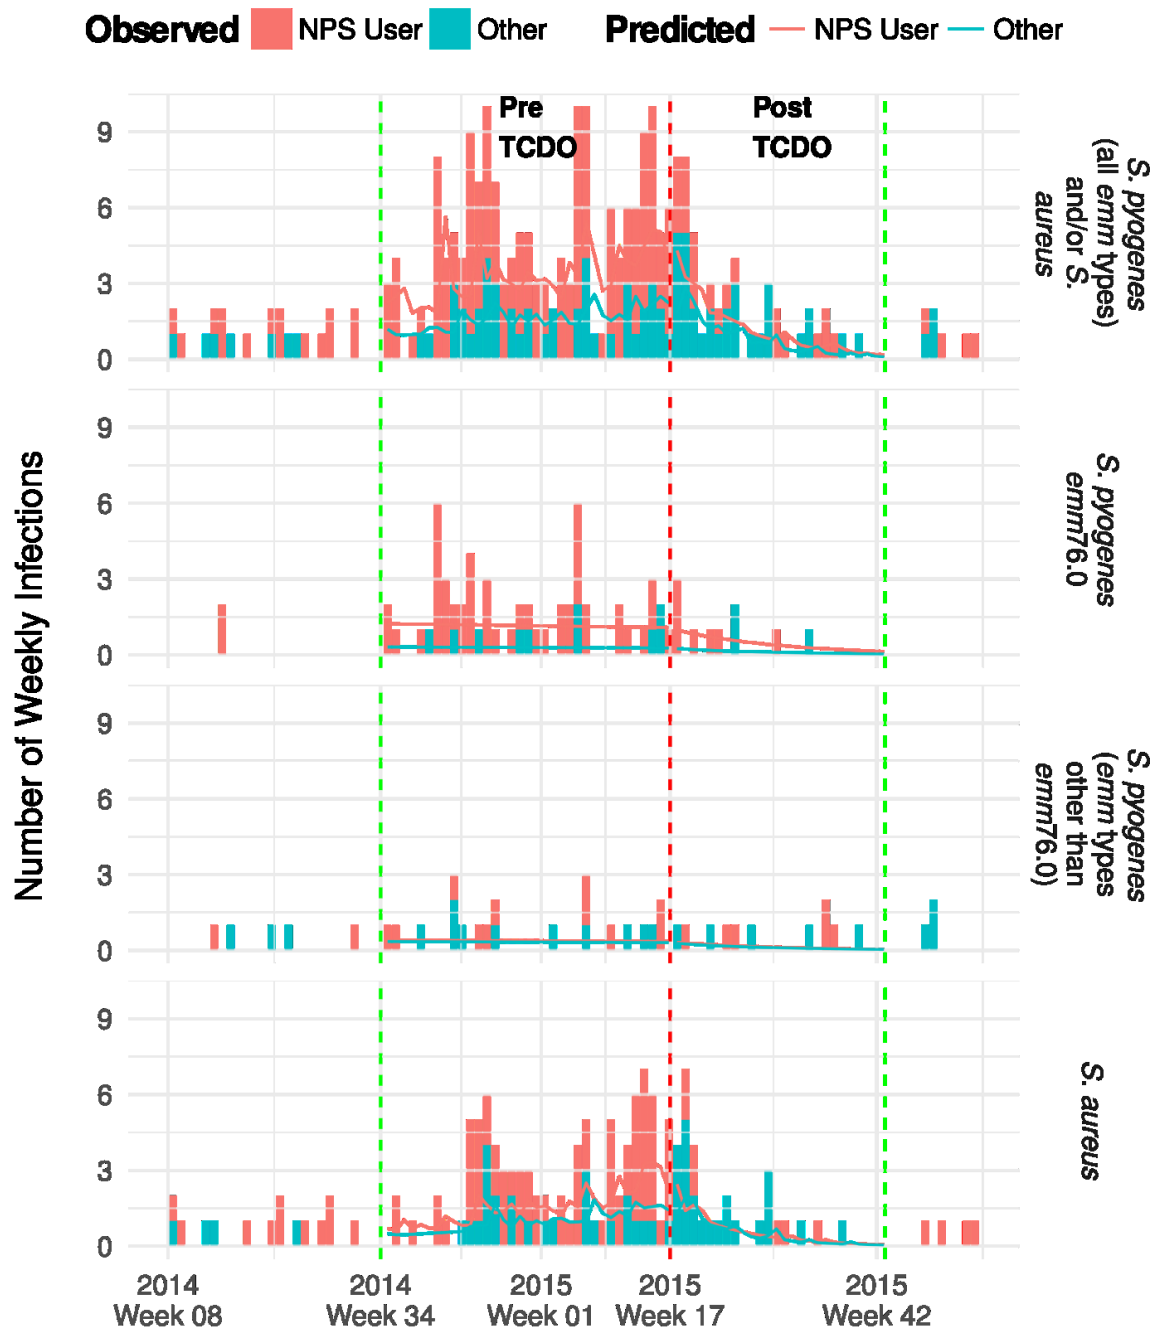 Observed NPS User Other Predicted NPS User Other
Number of Weekly Infections
Pre
TCDO
Post
TCDO
9
6
3
0
S. pyogenes
(all emm types)
and/or S.
aureus
9
6
3
0
S. pyogenes
emm76.0
9
6
3
0
S. pyogenes
(emm types
other than
emm76.0)
9
6
3
0
S. aureus
2014
Week 08
2014
Week 34
2015
Week 01
2015
Week 17
2015
Week 42